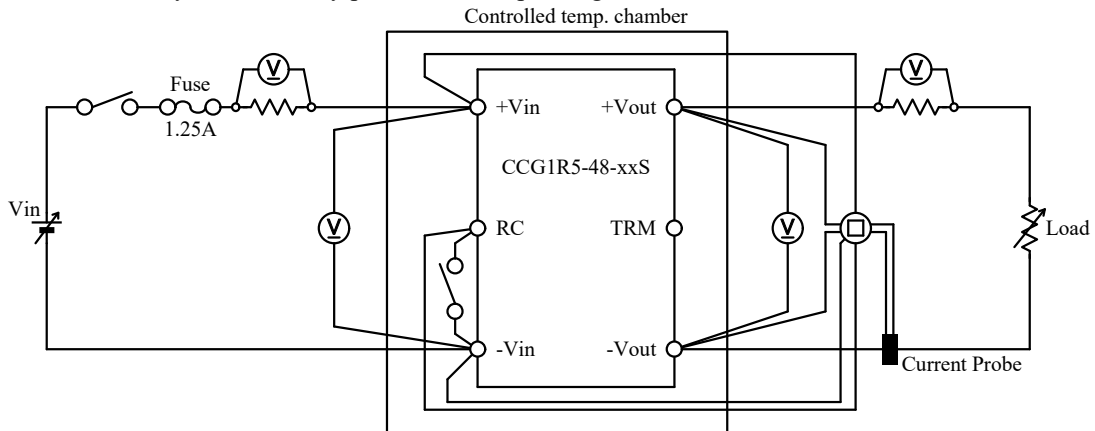 Controlled temp. chamber
V
V
Fuse
+Vin
+Vout
1.25A
CCG1R5-48-xxS
Vin
V
RC
TRM
V
Load
-Vin
-Vout
Current Probe